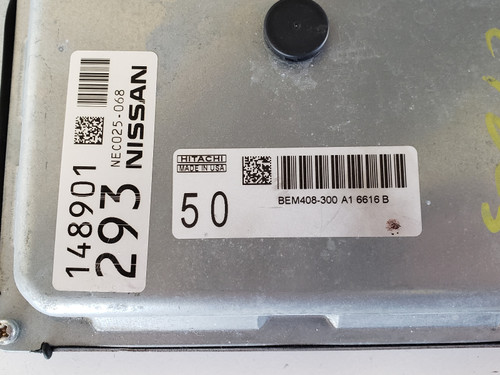 148901
293 NISSAN
NEC025-068
HITACHI
MADE IN USA
50
BEM408-300 A1 6616 B